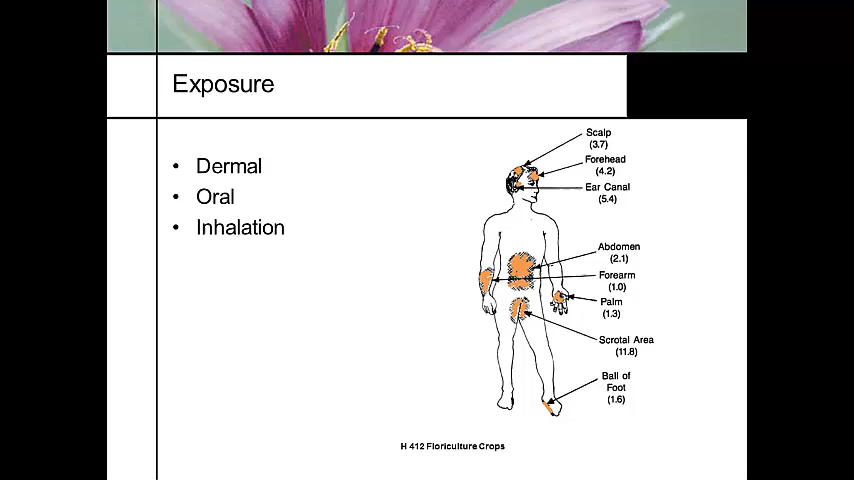 Exposure
• Dermal
• Oral
• Inhalation
Scalp
(3.7)
Forehead
(4.2)
Ear Canal
(5.4)
Abdomen
(2.1)
Forearm
(1.0)
Palm
(1.3)
Scrotal Area
(11.8)
Ball of
Foot
(1.6)
H 412 Floriculture Crops